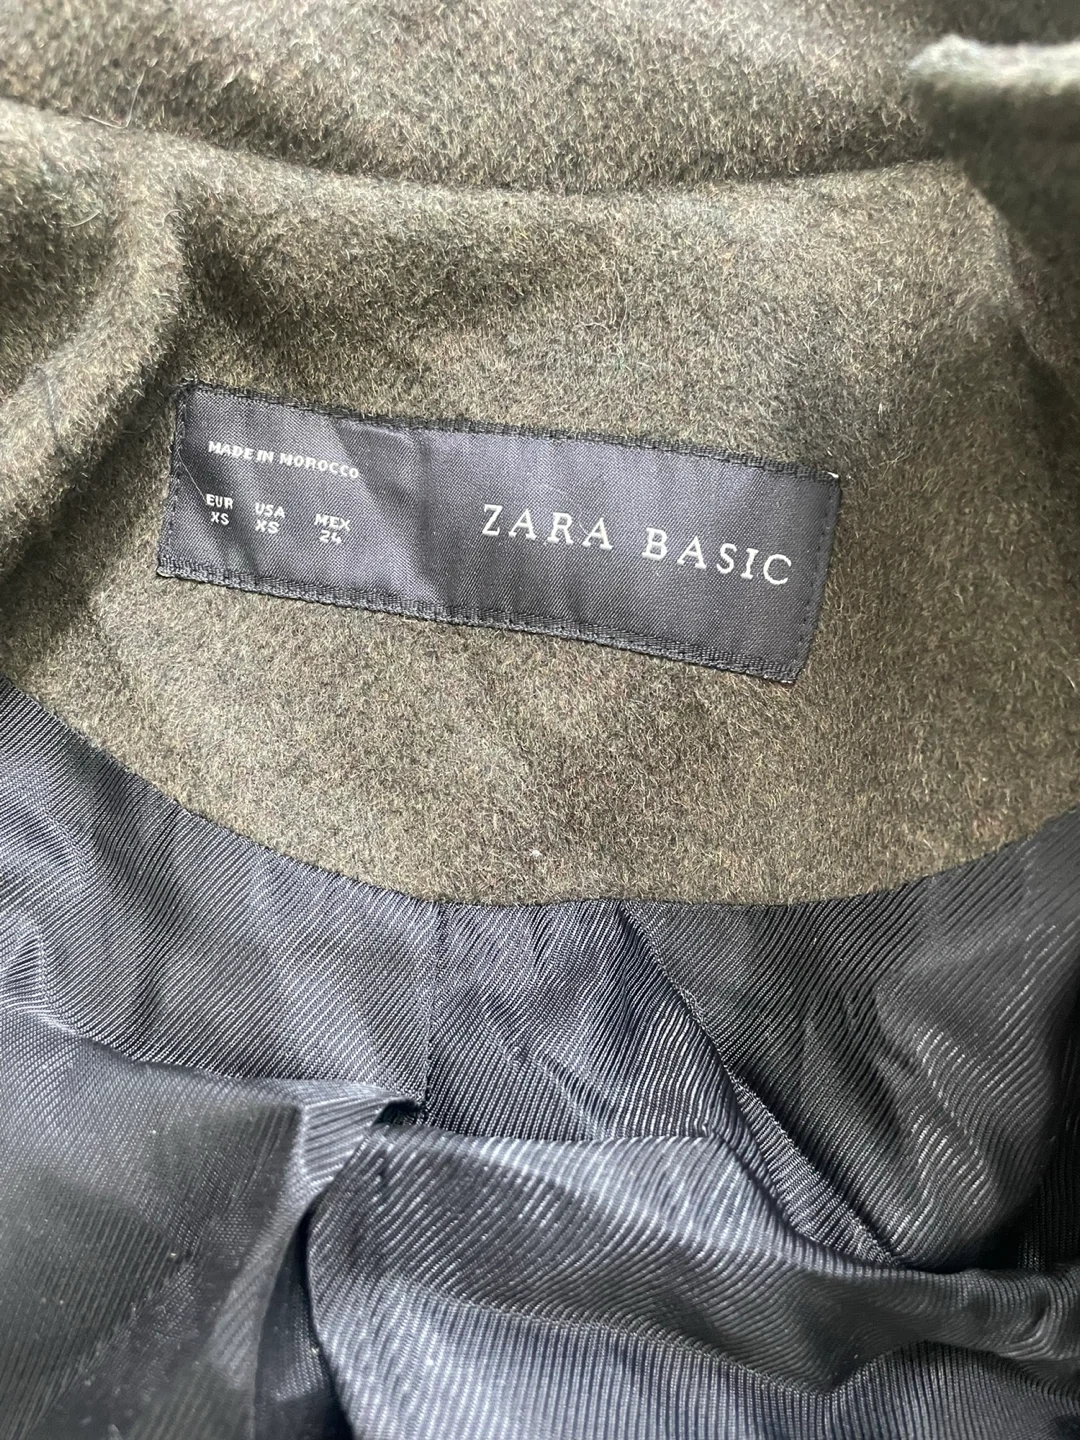 MADE IN MOROCCO
EUR USA MEX
XS XS 24
ZARA BASIC